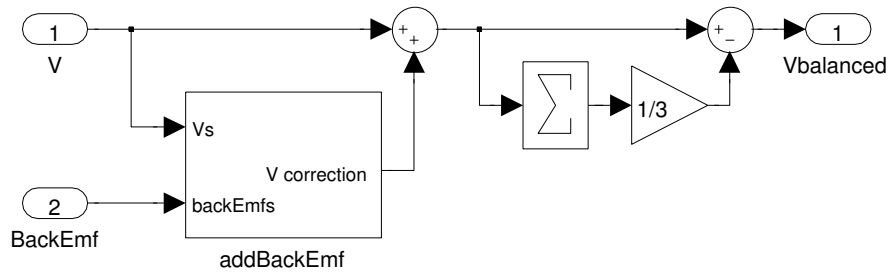 1
V
+
+
+
−
1
Vbalanced
Vs
V correction
backEmfs
1/3
2
BackEmf
addBackEmf